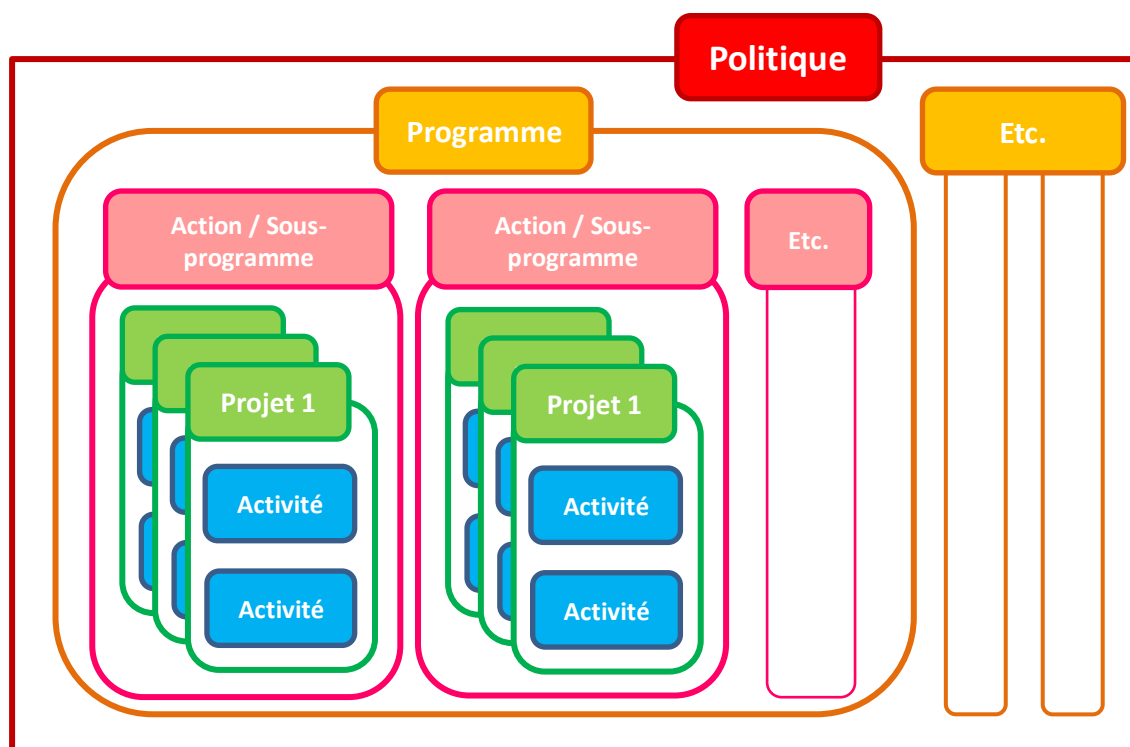 Politique
Programme
Etc.
Action / Sous-
programme
Action / Sous-
programme
Etc.
Projet 1
Projet 1
Activité
Activité
Activité
Activité